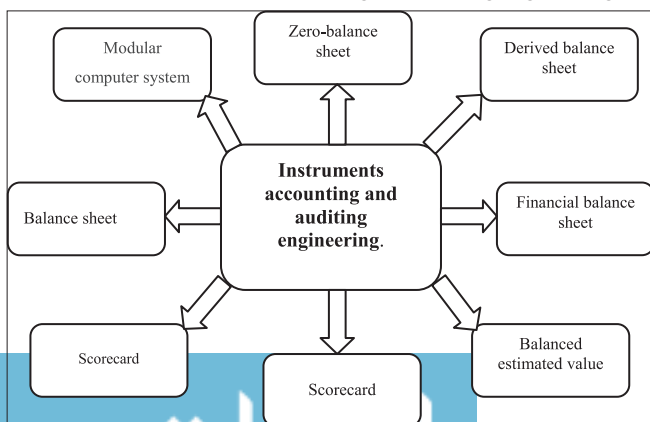 Modular
computer system
Zero-balance
sheet
Derived balance
sheet
Instruments
accounting and
auditing
engineering.
Balance sheet
Financial balance
sheet
Scorecard
Scorecard
Balanced
estimated value